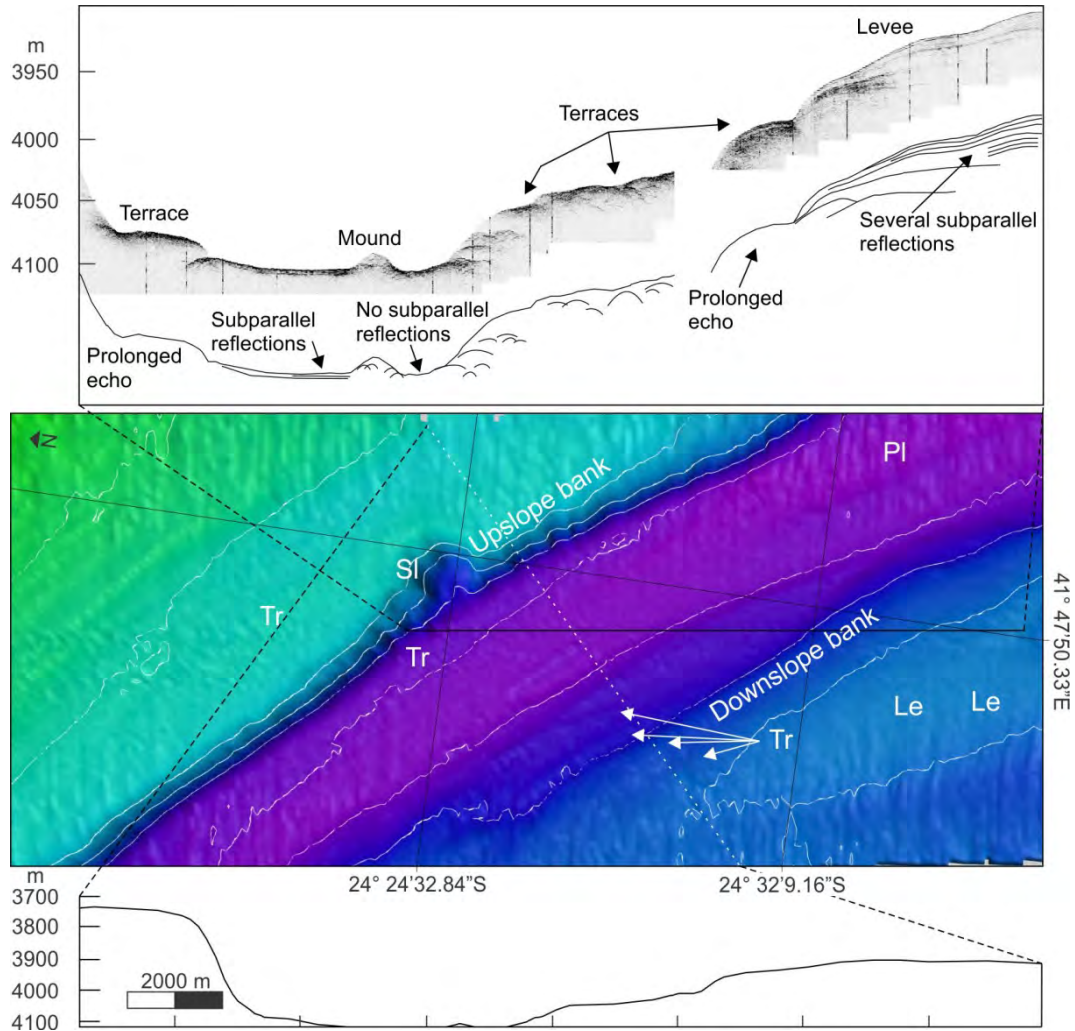 m
3950
4000
4050
4100
Levee
Terraces
Terrace
Mound
Several subparallel
reflections
Subparallel
reflections
No subparallel
reflections
Prolonged
echo
Prolonged
echo
N
Pl
Upslope bank
Sl
Tr
Tr
Downslope bank
Le
Le
Tr
41° 47'50.33"E
24° 24'32.84"S
24° 32'9.16"S
m
3700
3800
3900
4000
4100
2000 m